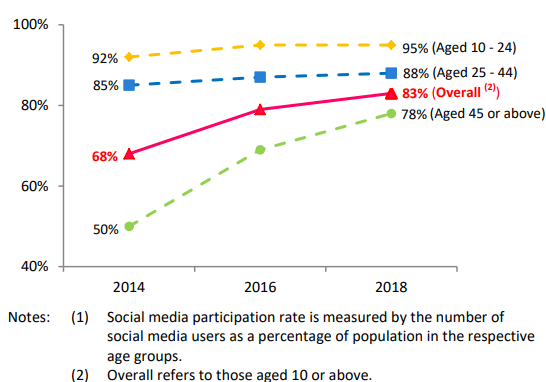 100%
95% (Aged 10 - 24)
92%
88% (Aged 25 - 44)
85%
83% (Overall (2))
80%
78% (Aged 45 or above)
68%
60%
50%
40%
2014 2016 2018
Notes: (1) Social media participation rate is measured by the number of
social media users as a percentage of population in the respective
age groups.
(2) Overall refers to those aged 10 or above.